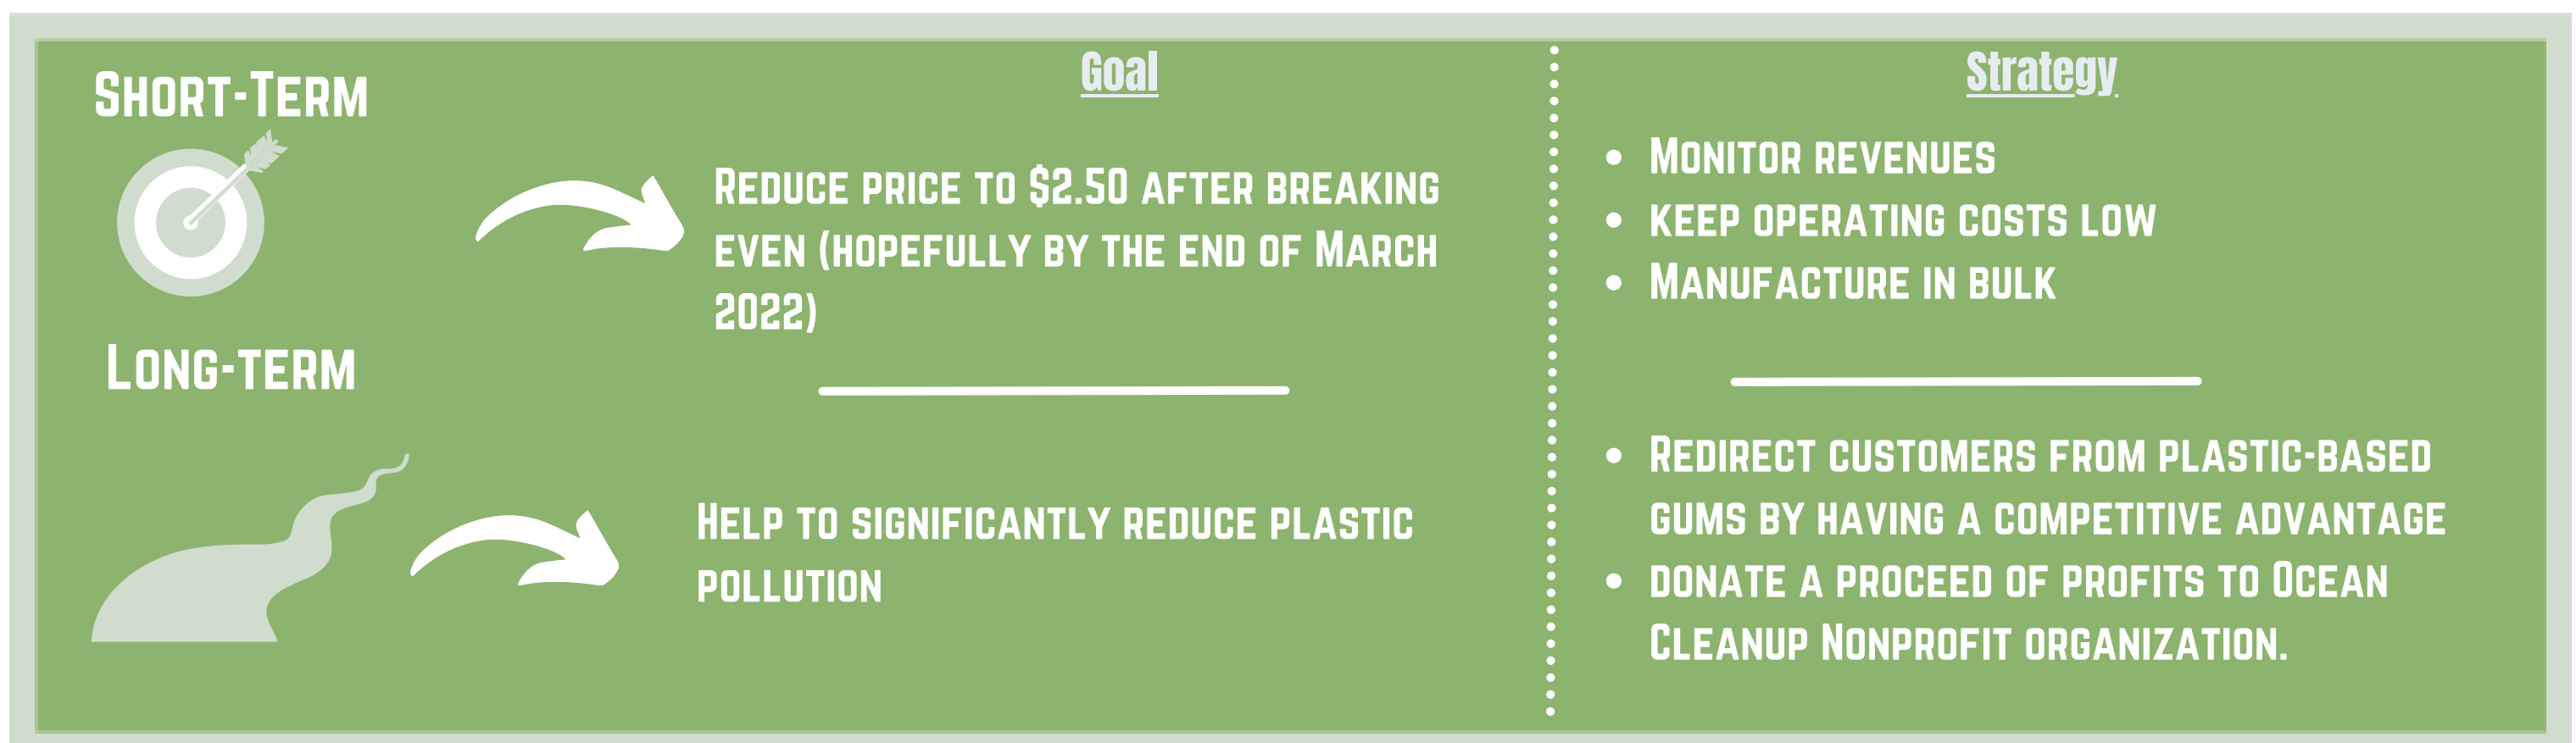 Short-Term
Goal
Reduce price to $2.50 after breaking
even (hopefully by the end of March
2022)
Strategy
• Monitor revenues
• keep operating costs low
• Manufacture in bulk
Long-term
Help to significantly reduce plastic
pollution
• Redirect customers from plastic-based
gums by having a competitive advantage
• donate a proceed of profits to Ocean
Cleanup Nonprofit organization.